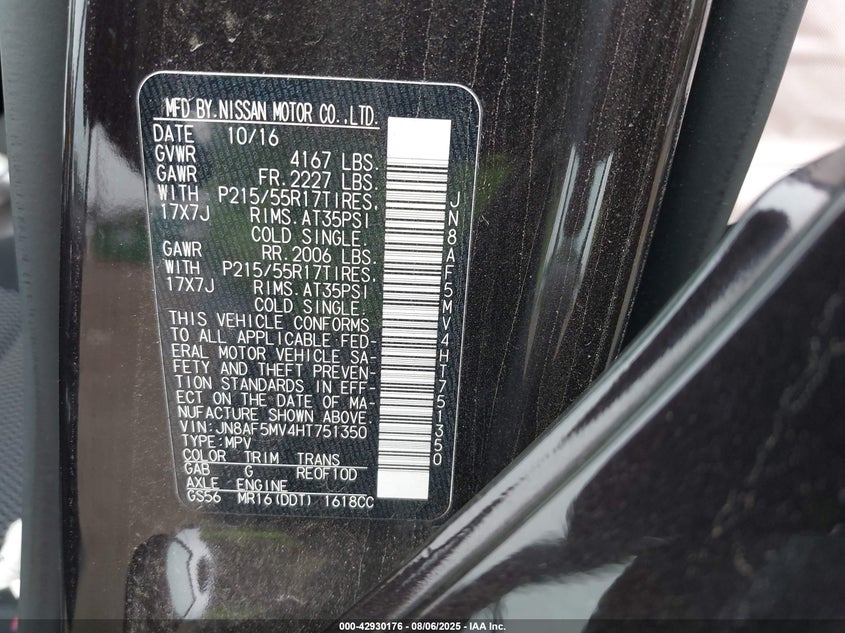 MFD BY.NISSAN MOTOR CO.,LTD.
DATE 10/16
GVWR 4167 LBS.
GAWR FR.2227 LBS.
WITH P215/55R17TIRES,
17X7J RIMS.AT35PSI
COLD SINGLE.
GAWR RR.2006 LBS.
WITH P215/55R17TIRES,
17X7J RIMS.AT35PSI
COLD SINGLE.
THIS VEHICLE CONFORMS
TO ALL APPLICABLE FED-
ERAL MOTOR VEHICLE SA-
FETY AND THEFT PREVEN-
TION STANDARDS IN EFF-
ECT ON THE DATE OF MA-
NUFACTURE SHOWN ABOVE
VIN:JN8AF5MV4HT751350
TYPE:MPV
COLOR TRIM TRANS
GAB G RE0F10D
AXLE ENGINE
GS56 MR16(DDT) 1618CC
JN8AF5MV4HT751350
000-42930176 - 08/06/2025 - IAA Inc.